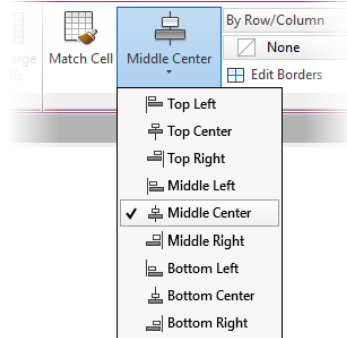 By Row/Column
Match Cell
Middle Center
None
Edit Borders
Top Left
Top Center
Top Right
Middle Left
Middle Center
Middle Right
Bottom Left
Bottom Center
Bottom Right